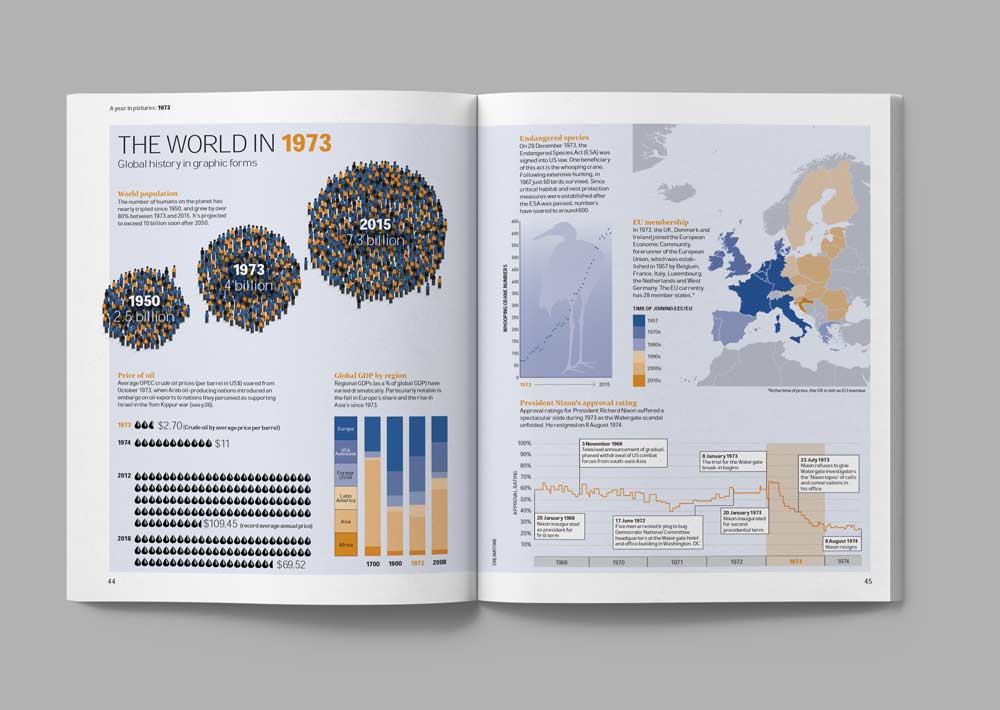 A year in pictures: 1973
THE WORLD IN 1973
Global history in graphic forms
World population
The number of humans on the planet has
nearly tripled since 1950, and grew by over
80% between 1973 and 2015. It's projected
to exceed 10 billion soon after 2050.
1950
2.5 billion
1973
4 billion
2015
7.3 billion
Price of oil
Average OPEC crude oil prices (per barrel in US$) soared from
October 1973, when Arab oil-producing nations introduced an
embargo on oil exports to nations they perceived as supporting
Israel in the Yom Kippur war (see p36).
1973 $2.70 (Crude oil by average price per barrel)
1974 $11
2012
$109.45 (record average annual price)
2018
$69.52
Global GDP by region
Regional GDPs (as a % of global GDP) have
varied dramatically. Particularly notable is
the fall in Europe's share and the rise in
Asia's since 1973.
Europe
Former
USSR
Latin
America
Asia
Africa
1700 1900 1973 2008
44
Endangered species
On 28 December 1973, the
Endangered Species Act (ESA) was
signed into US law. One beneficiary
of this act is the whooping crane.
Following extensive hunting, in
1967 just 60 birds survived. Since
critical habitat and nest protection
measures were established after
the ESA was passed, numbers
have soared to around 600.
WHOOPING CRANE NUMBERS
650
600
550
500
450
400
350
300
250
200
150
100
50
0
1973 2015
EU membership
In 1973, the UK, Denmark and
Ireland joined the European
Economic Community,
forerunner of the European
Union, which was estab-
lished in 1957 by Belgium,
France, Italy, Luxembourg,
the Netherlands and West
Germany. The EU currently
has 28 member states.*
TIME OF JOINING EEC/EU
1957
1970s
1980s
1990s
2000s
2010s
*At the time of press, the UK is still an EU member
President Nixon's approval rating
Approval ratings for President Richard Nixon suffered a
spectacular slide during 1973 as the Watergate scandal
unfolded. He resigned on 8 August 1974.
APPROVAL RATING
100%
90%
80%
70%
60%
50%
40%
30%
20%
10%
3 November 1969
Televised announcement of gradual,
phased withdrawal of US combat
forces from south-east Asia
8 January 1973
The trial for the Watergate
break-in begins
23 July 1973
Nixon refuses to give
Watergate investigators
the 'Nixon tapes' of calls
and conversations in
his office
20 January 1969
Nixon inaugurated
as president for
first term
17 June 1972
Five men arrested trying to bug
Democratic National Committee
headquarters at the Watergate hotel
and office building in Washington, DC
20 January 1973
Nixon inaugurated
for second
presidential term
8 August 1974
Nixon resigns
1969 1970 1971 1972 1973 1974
DREAMSTIME
45